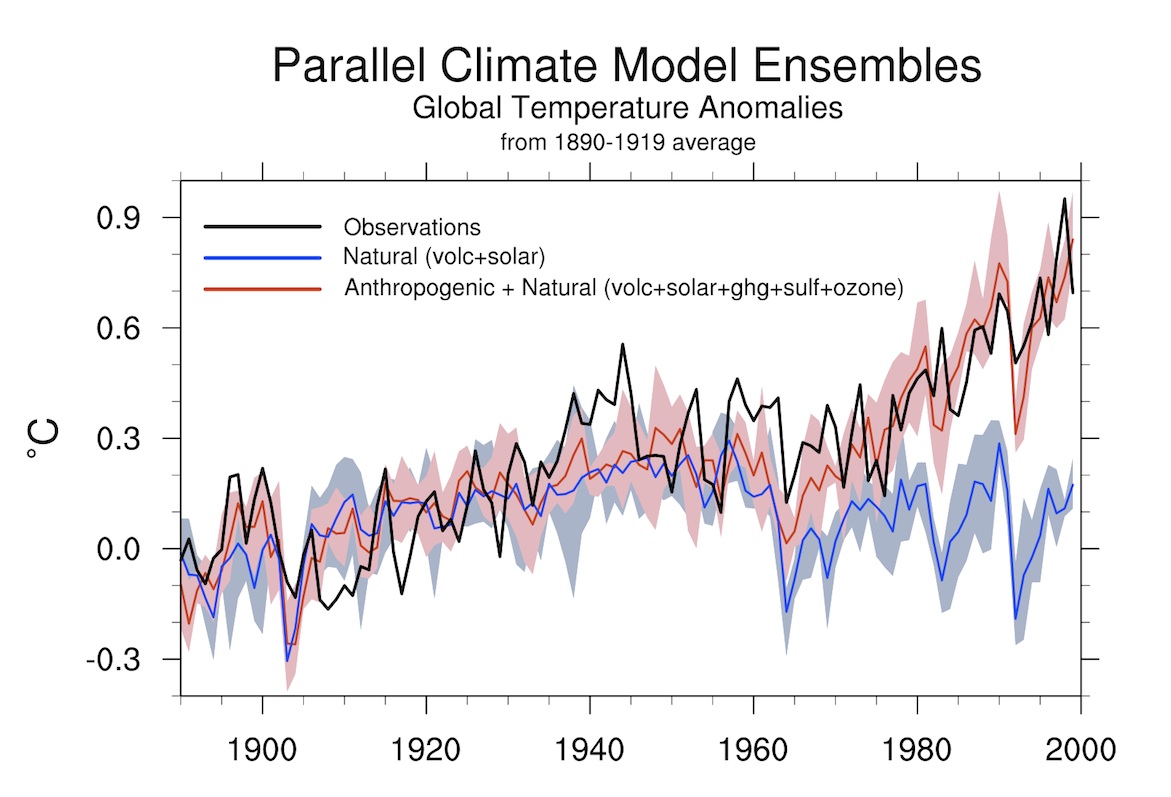 Parallel Climate Model Ensembles
Global Temperature Anomalies
from 1890-1919 average
Observations
Natural (volc+solar)
Anthropogenic + Natural (volc+solar+ghg+sulf+ozone)
°C
0.9
0.6
0.3
0.0
-0.3
1900 1920 1940 1960 1980 2000